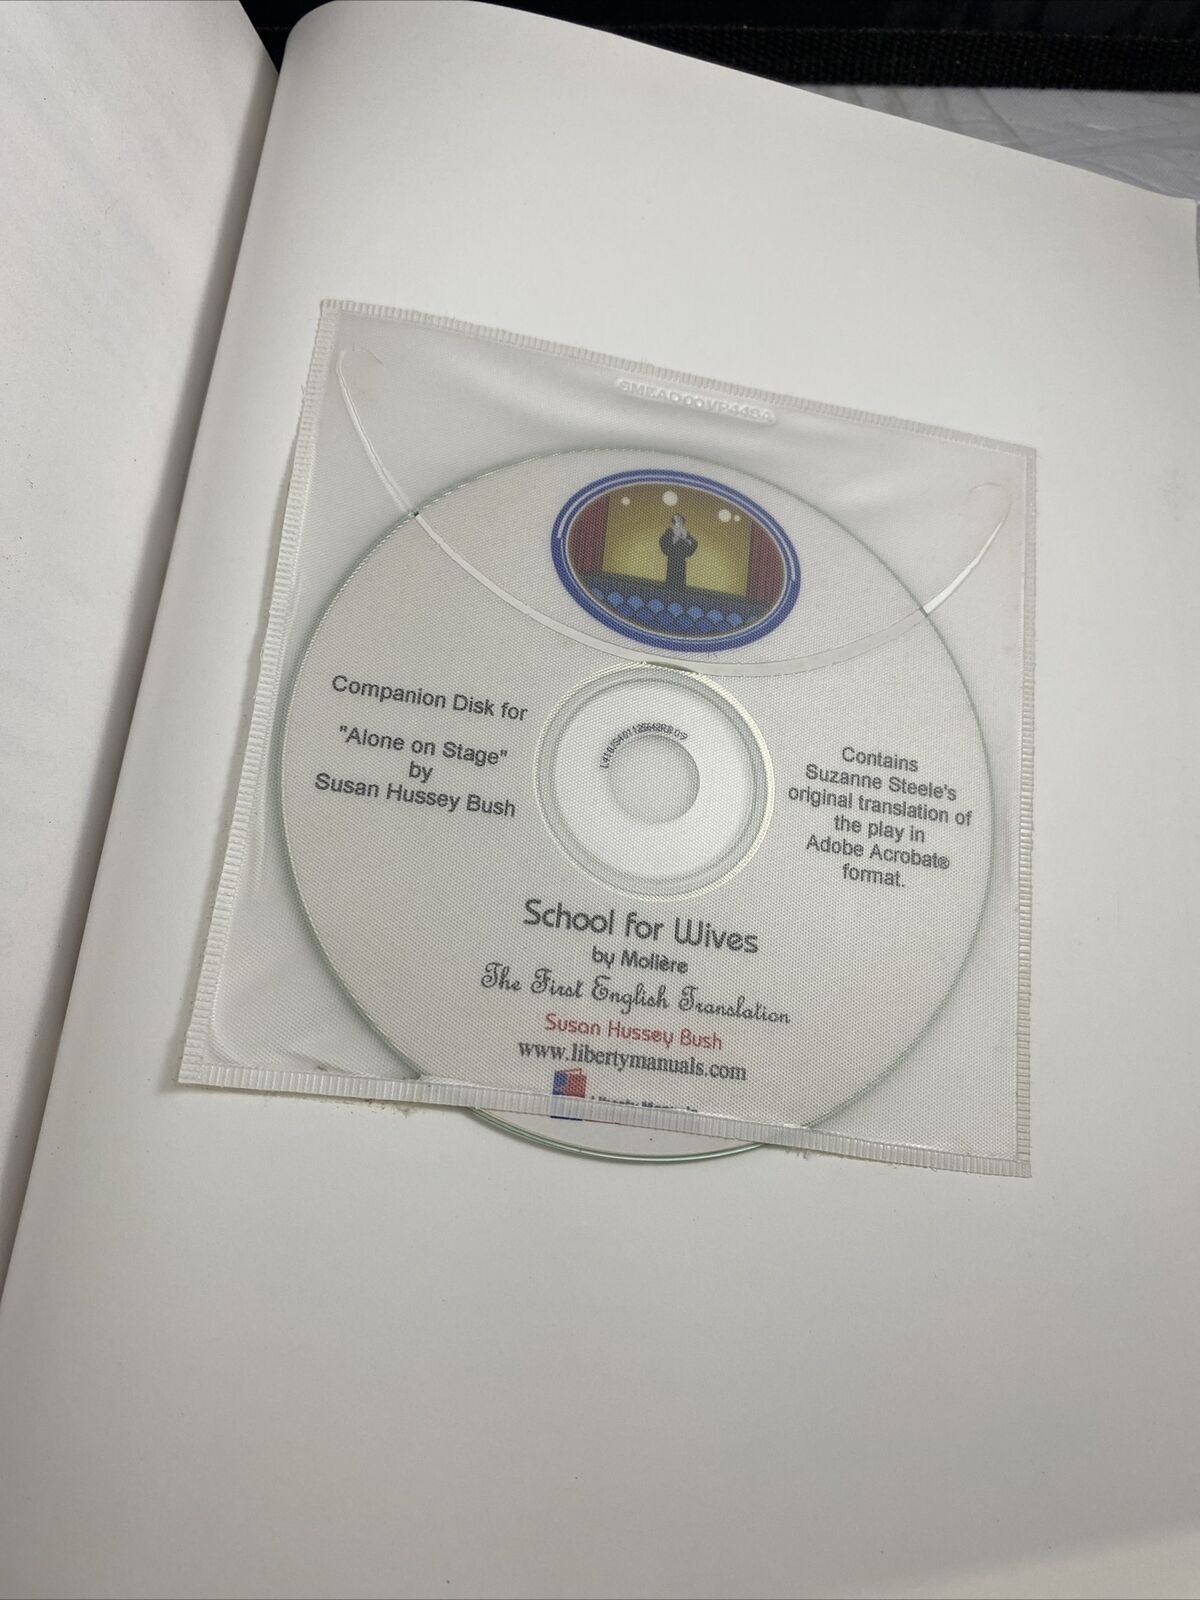 SMEAD
Companion Disk for
"Alone on Stage"
by
Susan Hussey Bush
Contains
Suzanne Steele's
original translation of
the play in
Adobe Acrobat®
format.
School for Wives
by Molière
The First English Translation
Susan Hussey Bush
www.libertymanuals.com